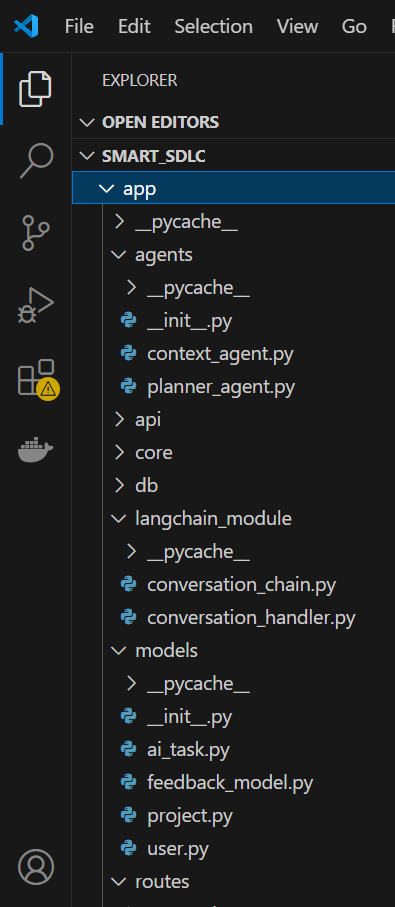 File Edit Selection View Go
EXPLORER
OPEN EDITORS
SMART_SDLC
app
__pycache__
agents
__pycache__
__init__.py
context_agent.py
planner_agent.py
api
core
db
langchain_module
__pycache__
conversation_chain.py
conversation_handler.py
models
__pycache__
__init__.py
ai_task.py
feedback_model.py
project.py
user.py
routes